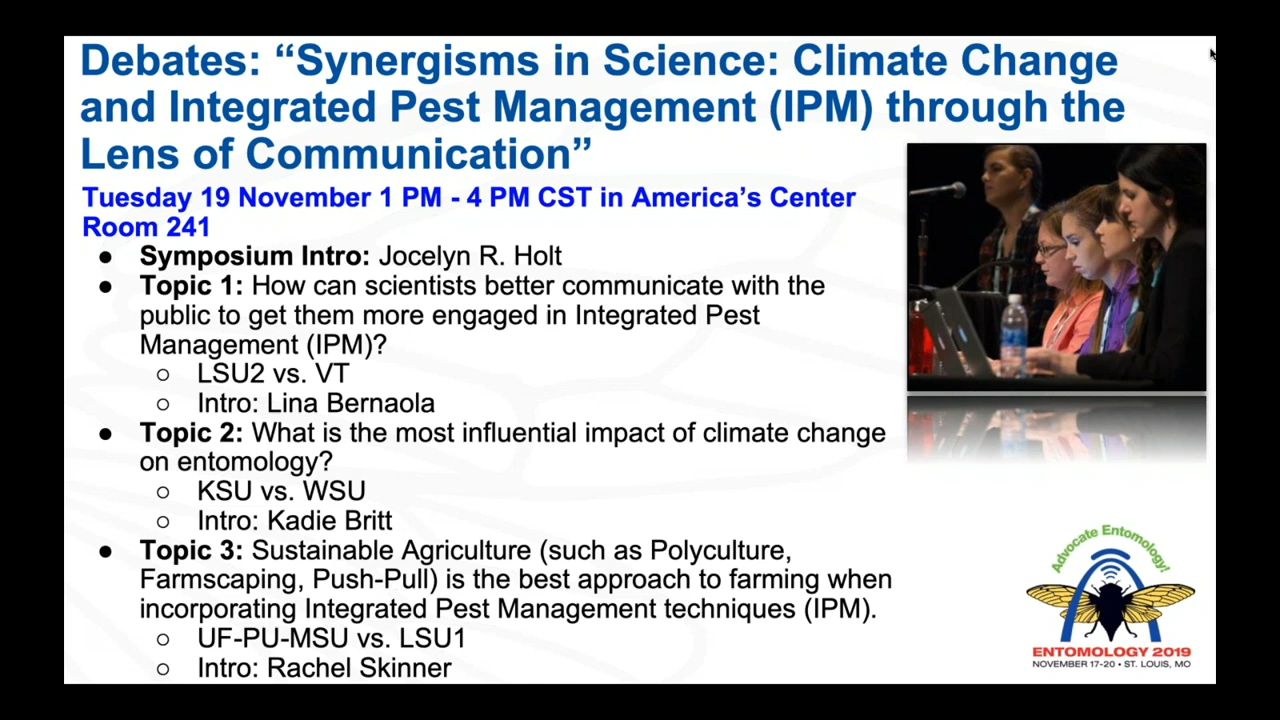 Debates: “Synergisms in Science: Climate Change
and Integrated Pest Management (IPM) through the
Lens of Communication”
Tuesday 19 November 1 PM - 4 PM CST in America’s Center
Room 241
● Symposium Intro: Jocelyn R. Holt
● Topic 1: How can scientists better communicate with the
public to get them more engaged in Integrated Pest
Management (IPM)?
○ LSU2 vs. VT
○ Intro: Lina Bernaola
● Topic 2: What is the most influential impact of climate change
on entomology?
○ KSU vs. WSU
○ Intro: Kadie Britt
● Topic 3: Sustainable Agriculture (such as Polyculture,
Farmscaping, Push-Pull) is the best approach to farming when
incorporating Integrated Pest Management techniques (IPM).
○ UF-PU-MSU vs. LSU1
○ Intro: Rachel Skinner
Advocate Entomology!
ENTOMOLOGY 2019
NOVEMBER 17-20 • ST. LOUIS, MO